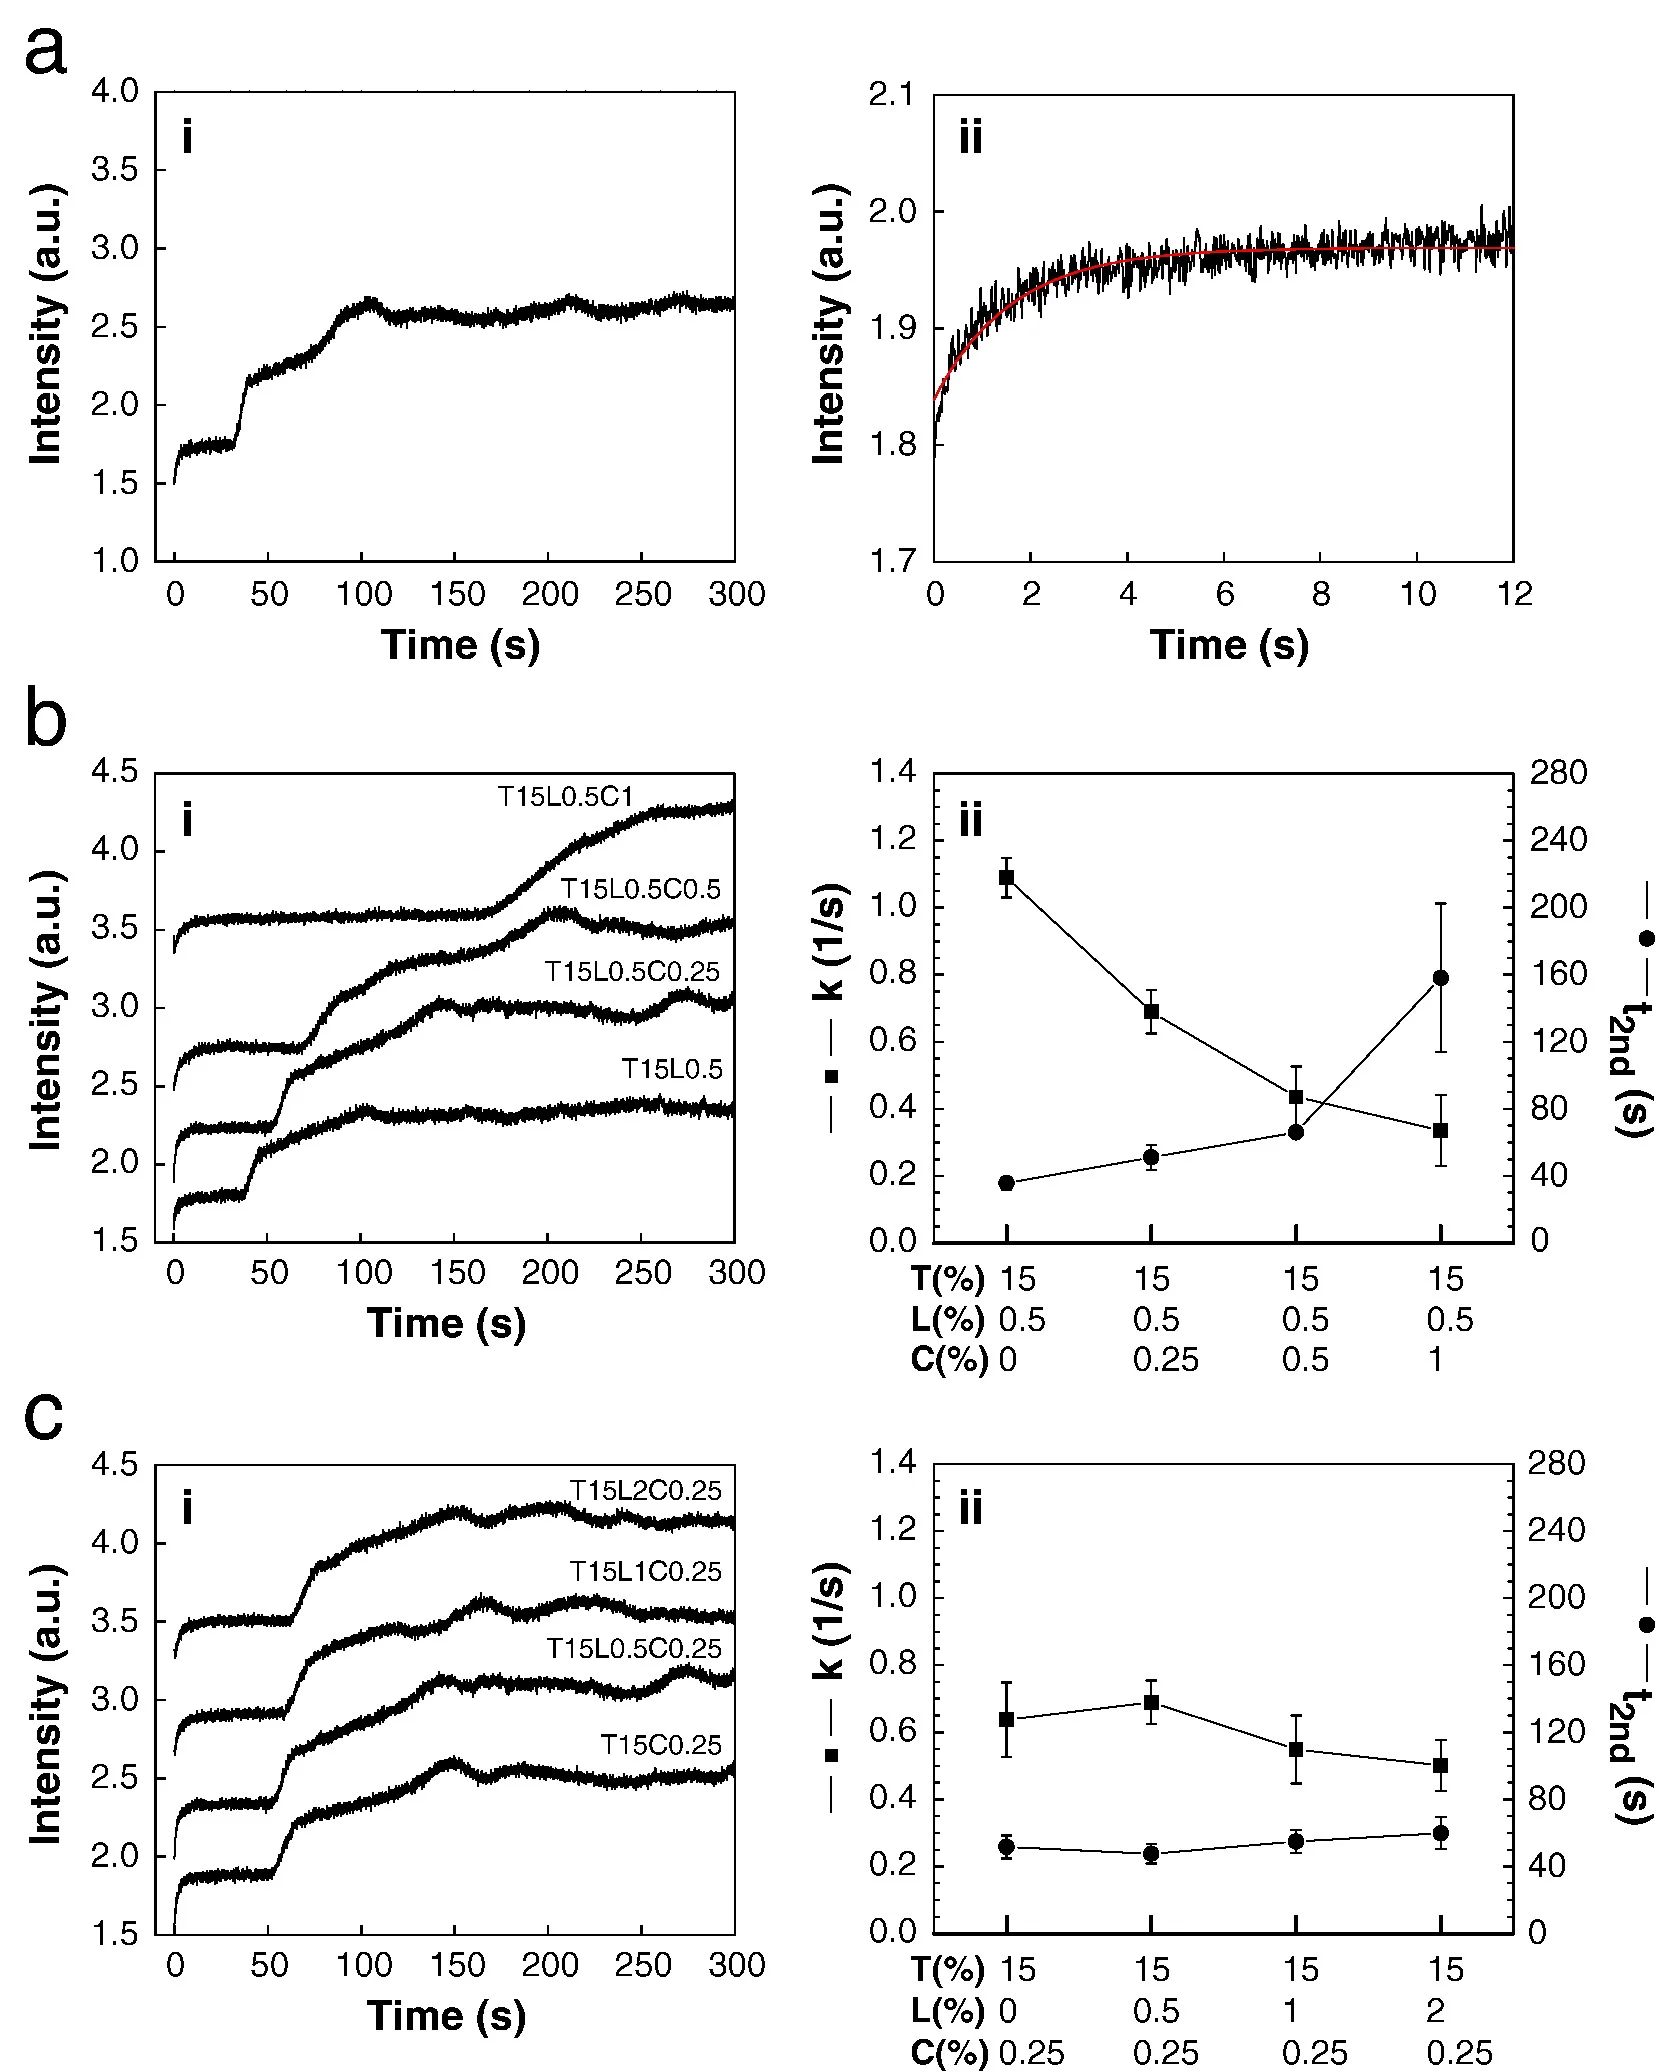 a
i
4.0
3.5
3.0
2.5
2.0
1.5
1.0
Intensity (a.u.)
0 50 100 150 200 250 300
Time (s)
ii
2.1
2.0
1.9
1.8
1.7
Intensity (a.u.)
0 2 4 6 8 10 12
Time (s)
b
i
4.5
4.0
3.5
3.0
2.5
2.0
1.5
Intensity (a.u.)
T15L0.5C1
T15L0.5C0.5
T15L0.5C0.25
T15L0.5
0 50 100 150 200 250 300
Time (s)
ii
1.4
1.2
1.0
0.8
0.6
0.4
0.2
0.0
k (1/s)
280
240
200
160
120
80
40
0
t2nd (s)
T(%) 15 15 15 15
L(%) 0.5 0.5 0.5 0.5
C(%) 0 0.25 0.5 1
c
i
4.5
4.0
3.5
3.0
2.5
2.0
1.5
Intensity (a.u.)
T15L2C0.25
T15L1C0.25
T15L0.5C0.25
T15C0.25
0 50 100 150 200 250 300
Time (s)
ii
1.4
1.2
1.0
0.8
0.6
0.4
0.2
0.0
k (1/s)
280
240
200
160
120
80
40
0
t2nd (s)
T(%) 15 15 15 15
L(%) 0 0.5 1 2
C(%) 0.25 0.25 0.25 0.25